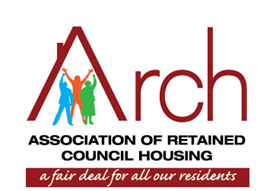 Arch
ASSOCIATION OF RETAINED
COUNCIL HOUSING
a fair deal for all our residents